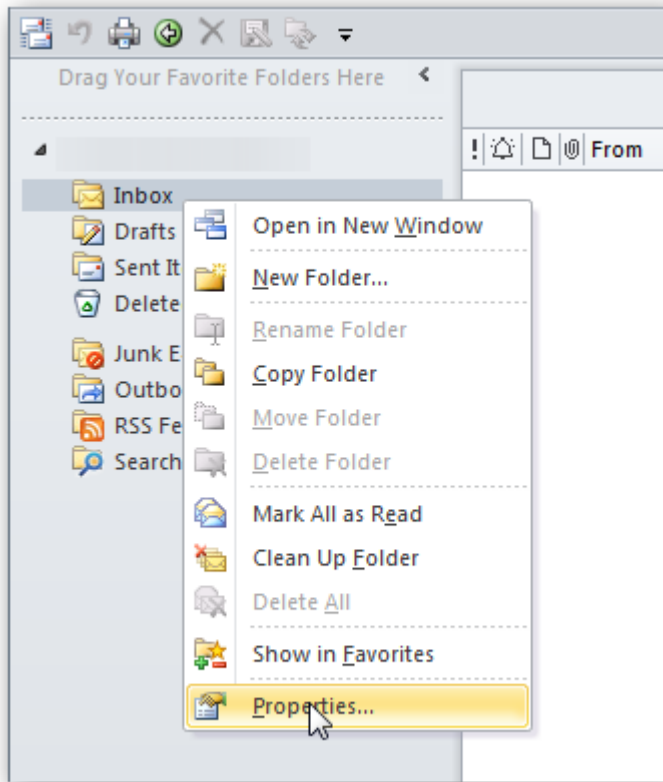 Drag Your Favorite Folders Here
! From
Inbox
Drafts
Sent It
Delete
Junk E
Outbo
RSS Fe
Search
Open in New Window
New Folder...
Rename Folder
Copy Folder
Move Folder
Delete Folder
Mark All as Read
Clean Up Folder
Delete All
Show in Favorites
Properties...